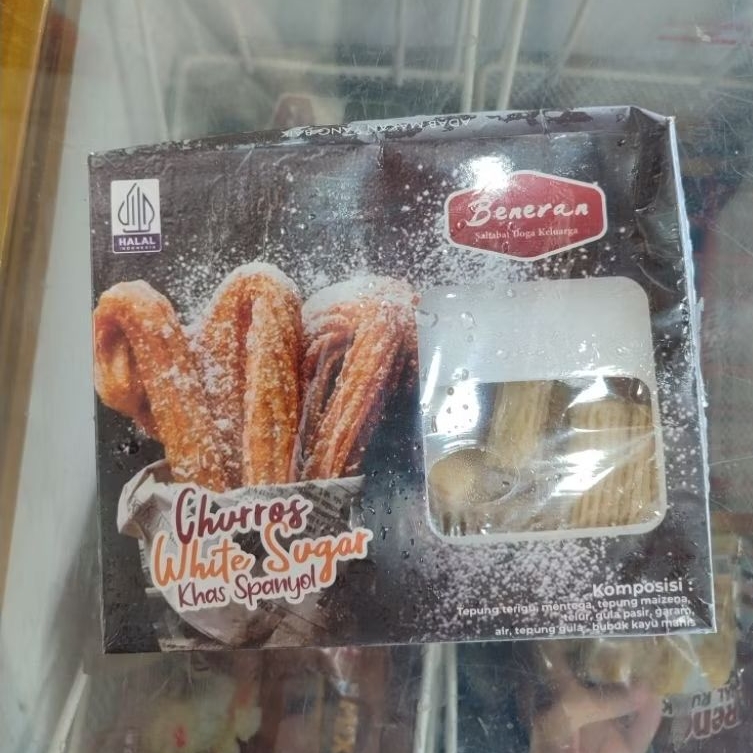 HALAL
INDONESIA
Beneran
Sahabat Boga Keluarga
Churros
White Sugar
Khas Spanyol
Komposisi :
Tepung terigu, mentega, tepung maizena,
telur, gula pasir, garam,
air, tepung gula, bubuk kayu manis